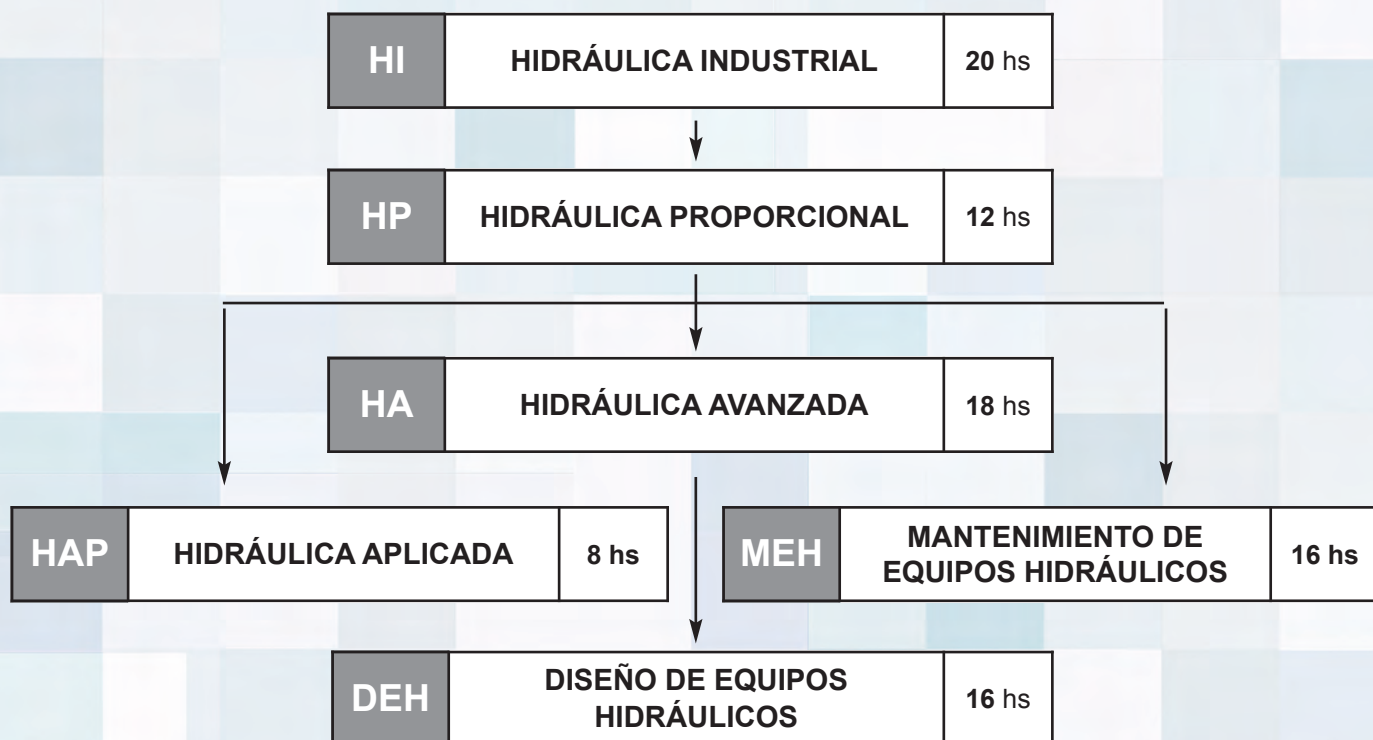 HI HIDRÁULICA INDUSTRIAL 20 hs
HP HIDRÁULICA PROPORCIONAL 12 hs
HA HIDRÁULICA AVANZADA 18 hs
HAP HIDRÁULICA APLICADA 8 hs
MEH MANTENIMIENTO DE
EQUIPOS HIDRÁULICOS 16 hs
DEH DISEÑO DE EQUIPOS
HIDRÁULICOS 16 hs